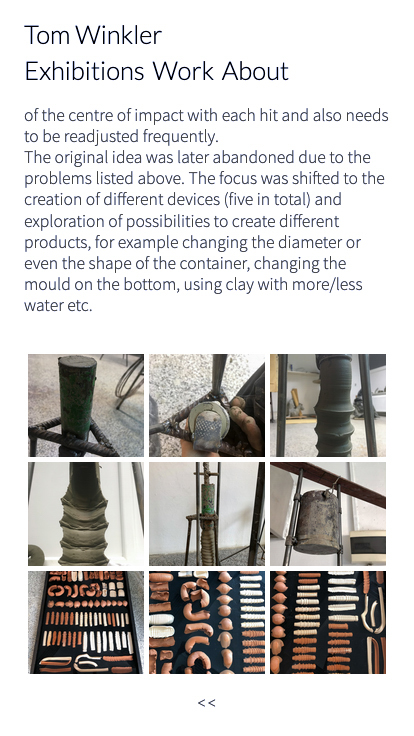 Tom Winkler
Exhibitions Work About
of the centre of impact with each hit and also needs
to be readjusted frequently.
The original idea was later abandoned due to the
problems listed above. The focus was shifted to the
creation of different devices (five in total) and
exploration of possibilities to create different
products, for example changing the diameter or
even the shape of the container, changing the
mould on the bottom, using clay with more/less
water etc.
<<